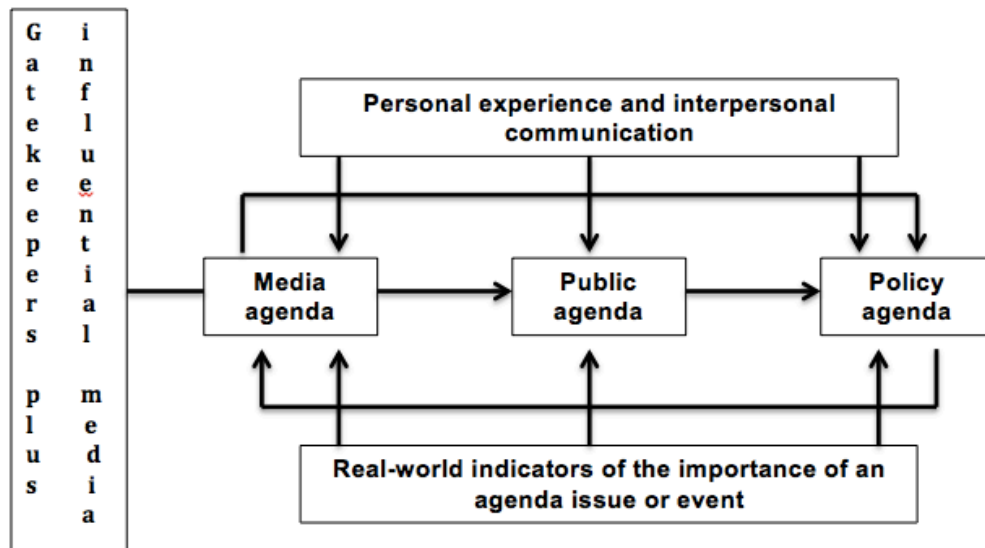 Gatekeepers plus
influential media
Personal experience and interpersonal
communication
Media
agenda
Public
agenda
Policy
agenda
Real-world indicators of the importance of an
agenda issue or event